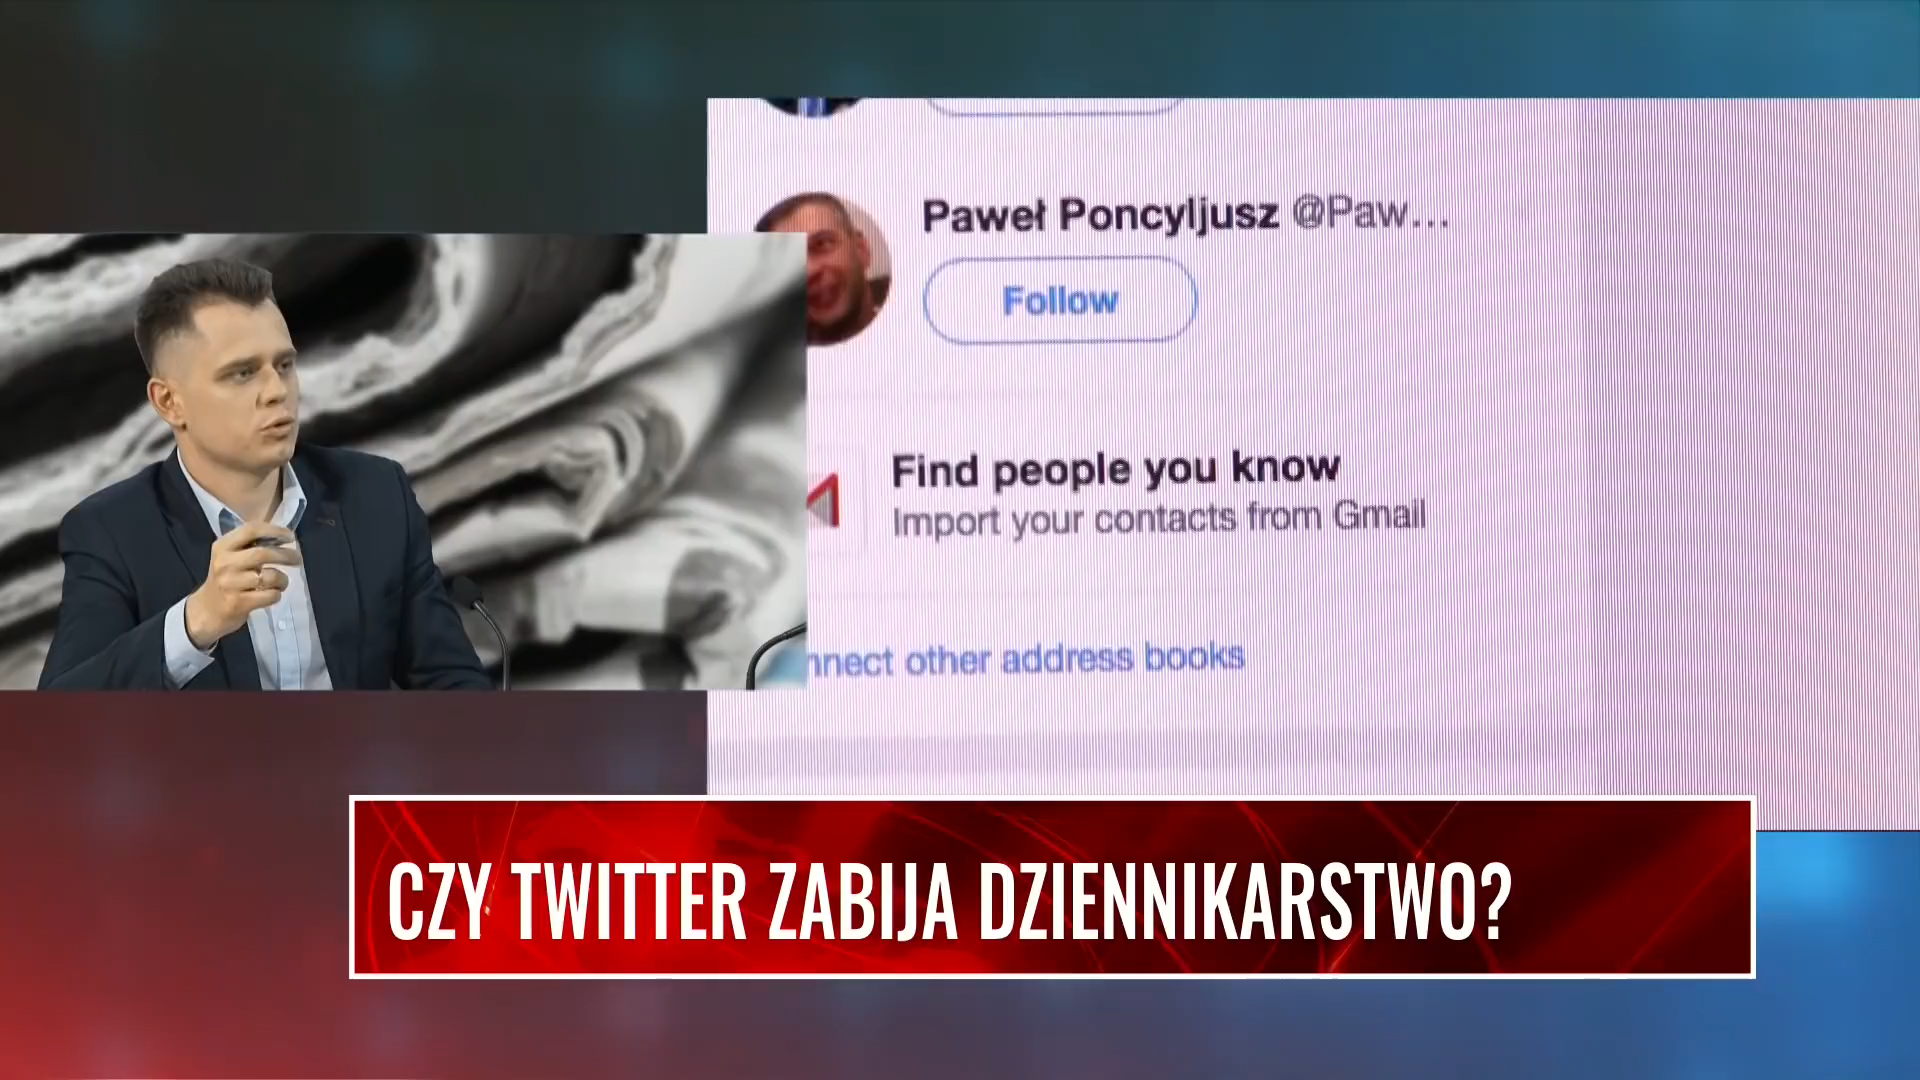 Paweł Poncyljusz @Paw...
Follow
Find people you know
Import your contacts from Gmail
nnect other address books
CZY TWITTER ZABIJA DZIENNIKARSTWO?